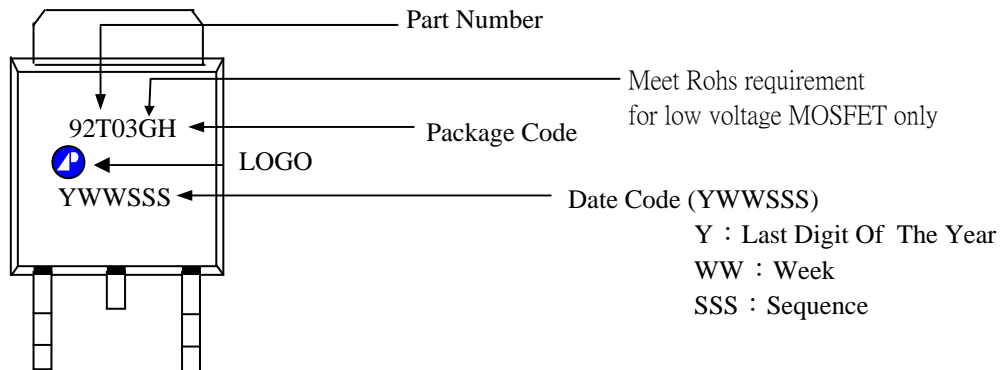 Part Number
Meet Rohs requirement
for low voltage MOSFET only
92T03GH
Package Code
LOGO
YWWSSS
Date Code (YWWSSS)
Y：Last Digit Of The Year
WW：Week
SSS：Sequence